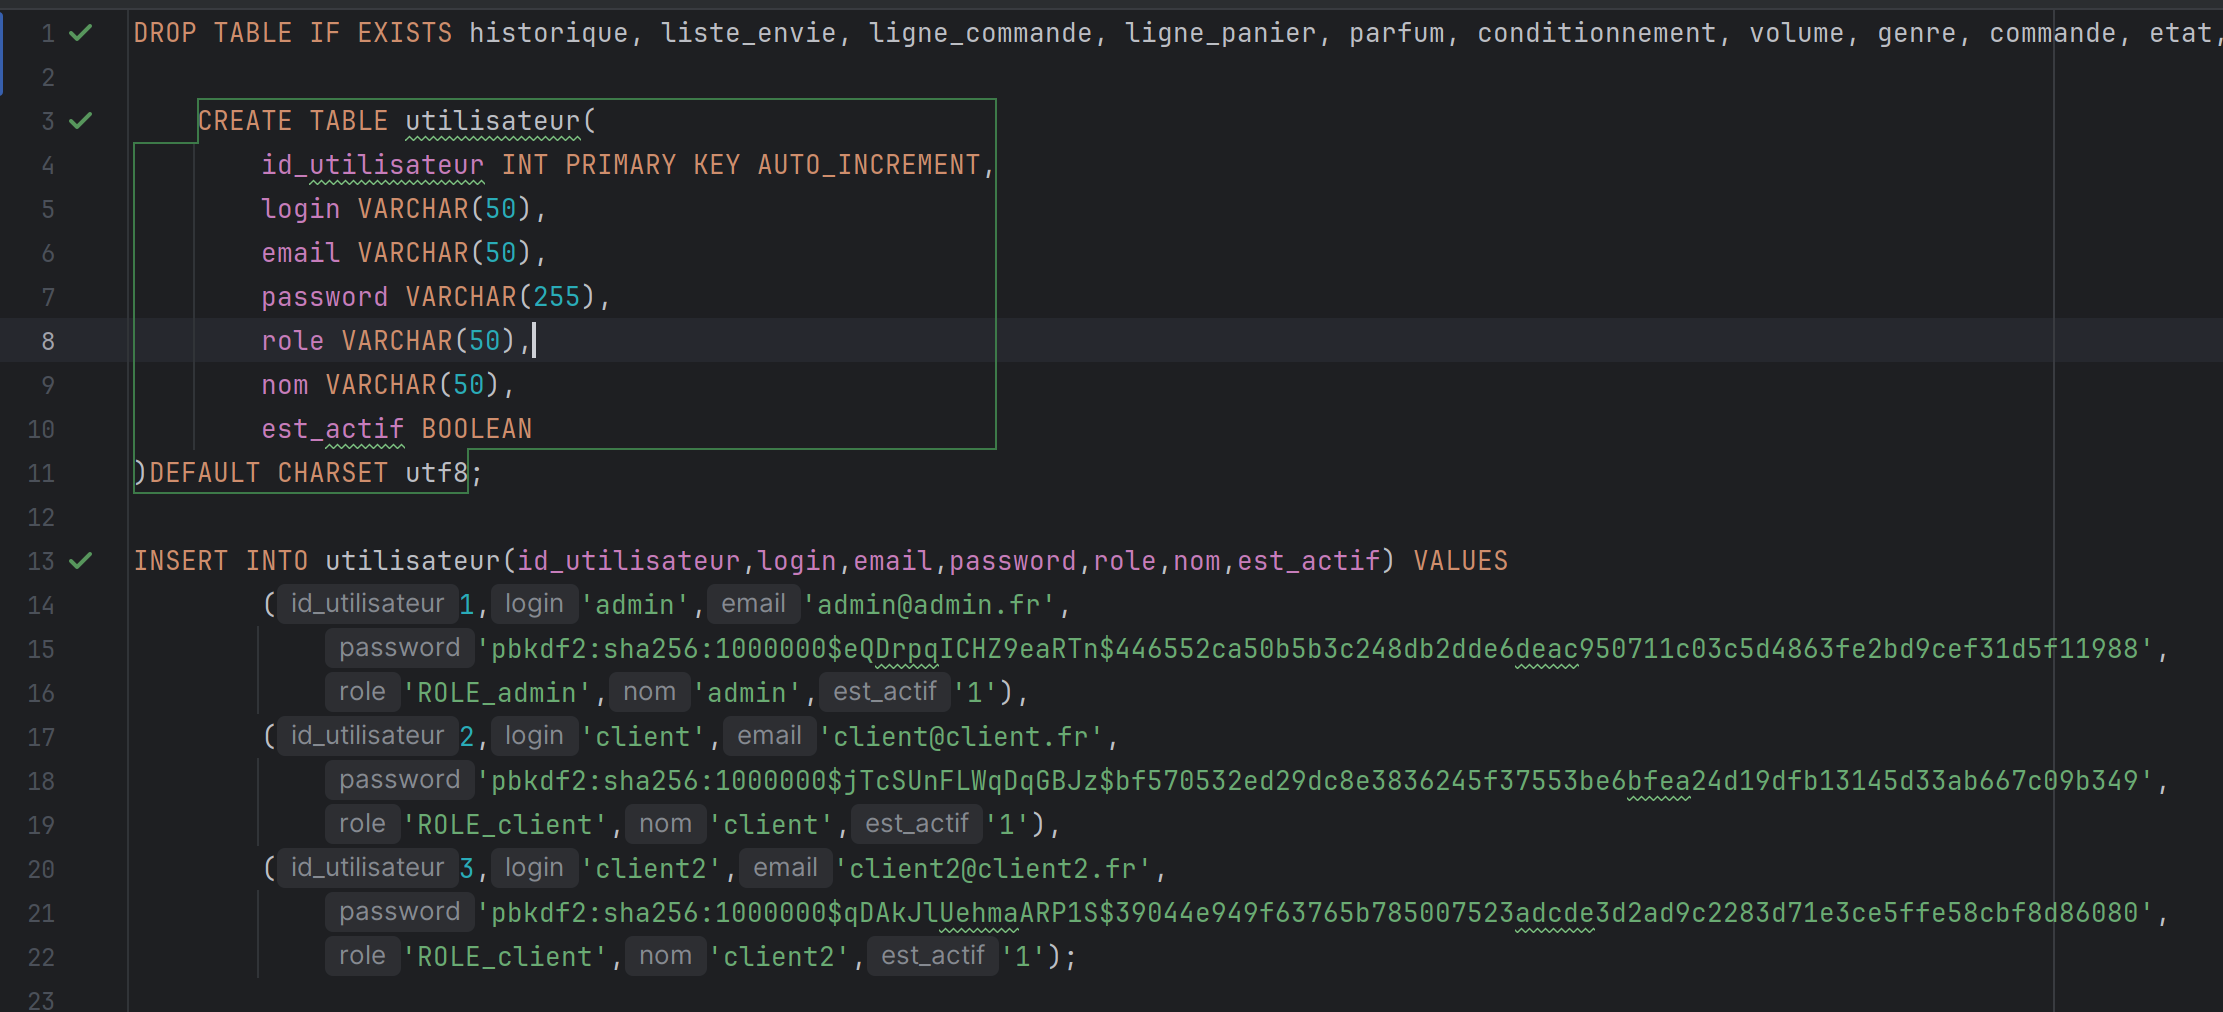 1 DROP TABLE IF EXISTS historique, liste_envie, ligne_commande, ligne_panier, parfum, conditionnement, volume, genre, commande, etat,
2
3 CREATE TABLE utilisateur(
4 id_utilisateur INT PRIMARY KEY AUTO_INCREMENT,
5 login VARCHAR(50),
6 email VARCHAR(50),
7 password VARCHAR(255),
8 role VARCHAR(50),
9 nom VARCHAR(50),
10 est_actif BOOLEAN
11 )DEFAULT CHARSET utf8;
12
13 INSERT INTO utilisateur(id_utilisateur,login,email,password,role,nom,est_actif) VALUES
14 ( id_utilisateur 1, login 'admin', email 'admin@admin.fr',
15 password 'pbkdf2:sha256:1000000$eQDrpqICHZ9eaRTn$446552ca50b5b3c248db2dde6deac950711c03c5d4863fe2bd9cef31d5f11988',
16 role 'ROLE_admin', nom 'admin', est_actif '1'),
17 ( id_utilisateur 2, login 'client', email 'client@client.fr',
18 password 'pbkdf2:sha256:1000000$jTcSUnFLWqDqGBJz$bf570532ed29dc8e3836245f37553be6bfea24d19dfb13145d33ab667c09b349',
19 role 'ROLE_client', nom 'client', est_actif '1'),
20 ( id_utilisateur 3, login 'client2', email 'client2@client2.fr',
21 password 'pbkdf2:sha256:1000000$qDAkJlUehmaARP1S$39044e949f63765b785007523adcde3d2ad9c2283d71e3ce5ffe58cbf8d86080',
22 role 'ROLE_client', nom 'client2', est_actif '1');
23